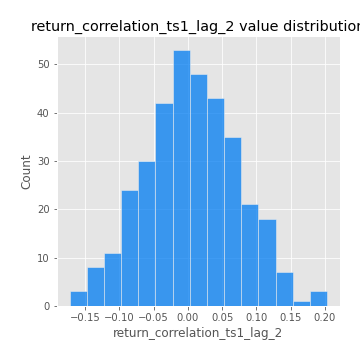 return_correlation_ts1_lag_2 value distribution
50
40
30
20
10
0
Count
−0.15 −0.10 −0.05 0.00 0.05 0.10 0.15 0.20
return_correlation_ts1_lag_2